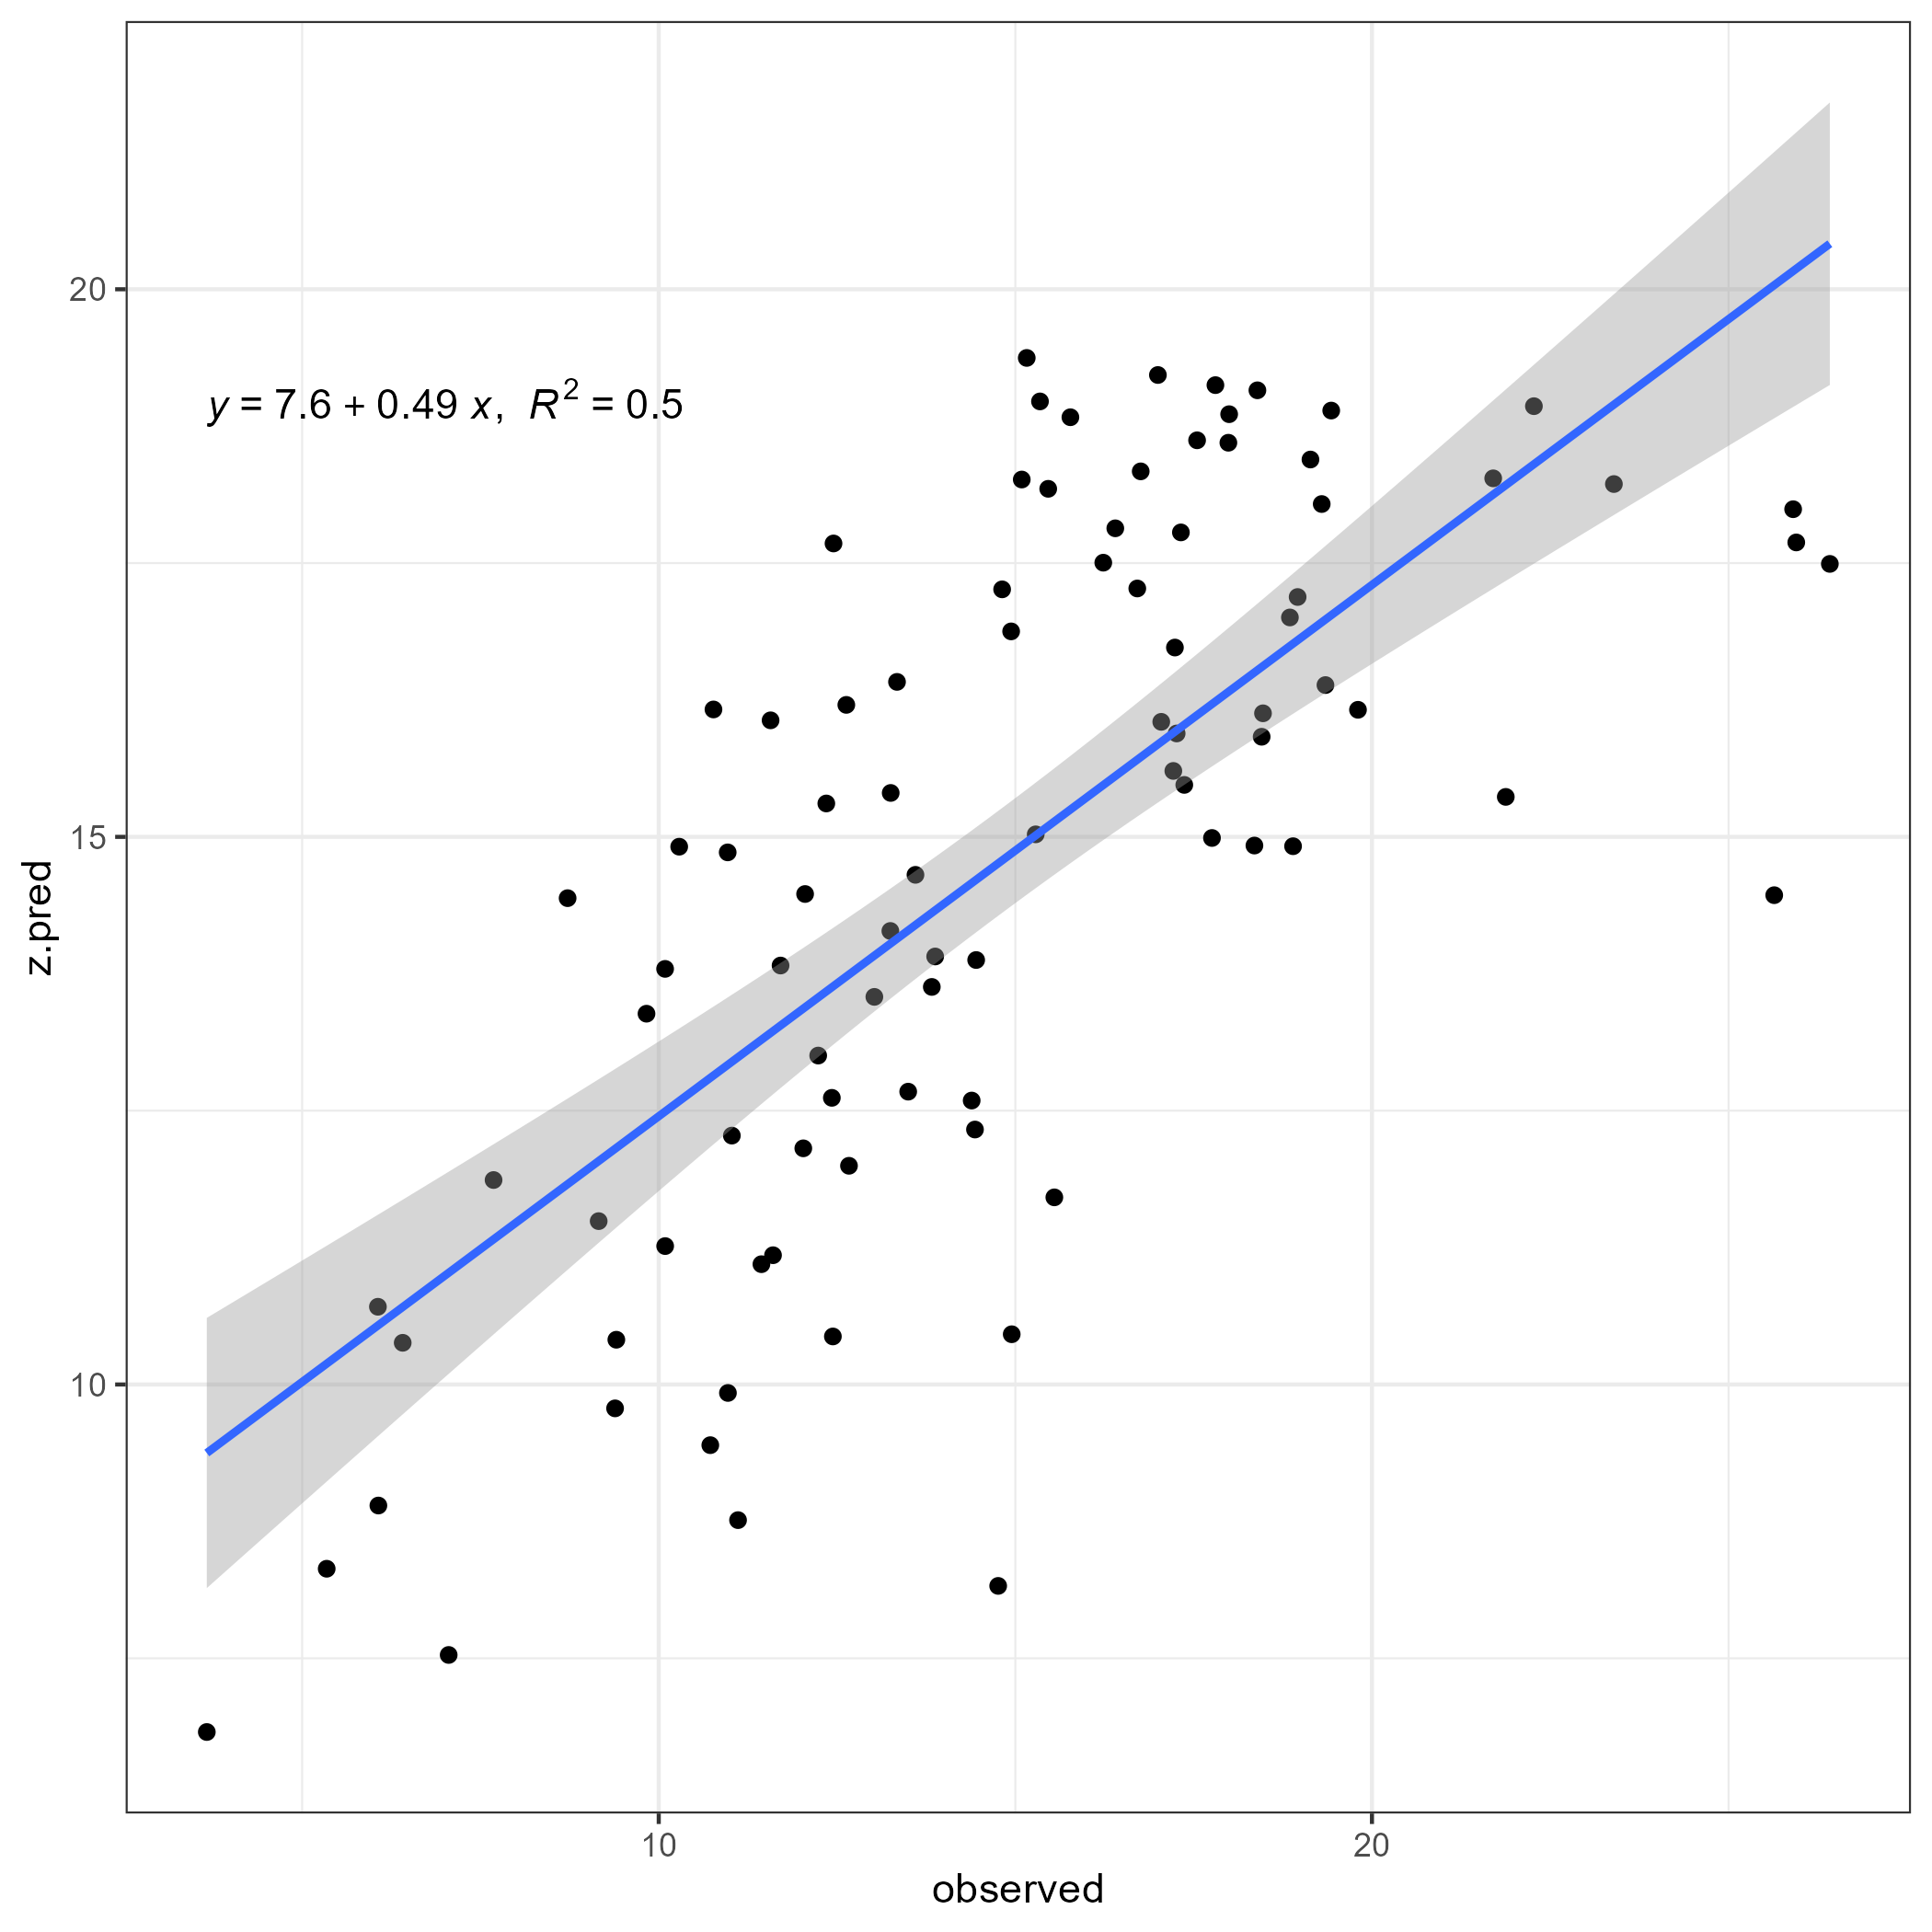 20
y = 7.6 + 0.49 x, R² = 0.5
15
z.pred
10
10 20
observed